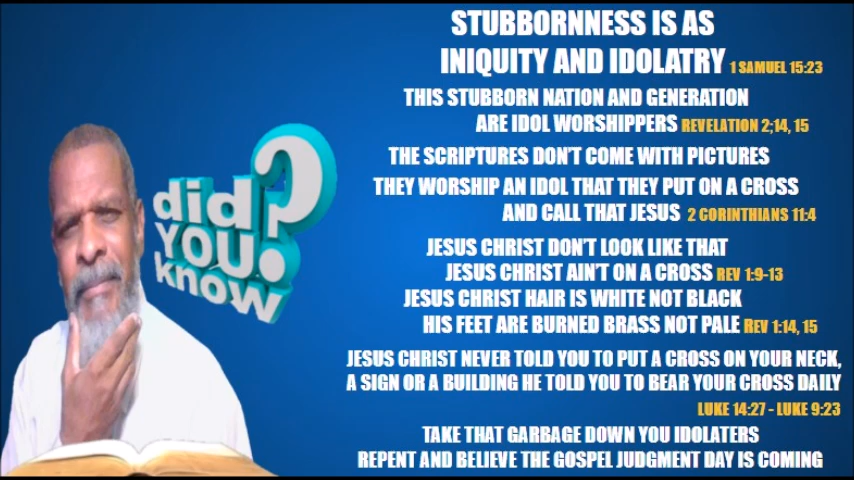 STUBBORNNESS IS AS
INIQUITY AND IDOLATRY 1 SAMUEL 15:23
THIS STUBBORN NATION AND GENERATION
ARE IDOL WORSHIPPERS REVELATION 2;14, 15
THE SCRIPTURES DON'T COME WITH PICTURES
THEY WORSHIP AN IDOL THAT THEY PUT ON A CROSS
AND CALL THAT JESUS 2 CORINTHIANS 11:4
JESUS CHRIST DON'T LOOK LIKE THAT
JESUS CHRIST AIN'T ON A CROSS REV 1:9-13
JESUS CHRIST HAIR IS WHITE NOT BLACK
HIS FEET ARE BURNED BRASS NOT PALE REV 1:14, 15
JESUS CHRIST NEVER TOLD YOU TO PUT A CROSS ON YOUR NECK,
A SIGN OR A BUILDING HE TOLD YOU TO BEAR YOUR CROSS DAILY
LUKE 14:27 - LUKE 9:23
TAKE THAT GARBAGE DOWN YOU IDOLATERS
REPENT AND BELIEVE THE GOSPEL JUDGMENT DAY IS COMING
did
YOU
know
?